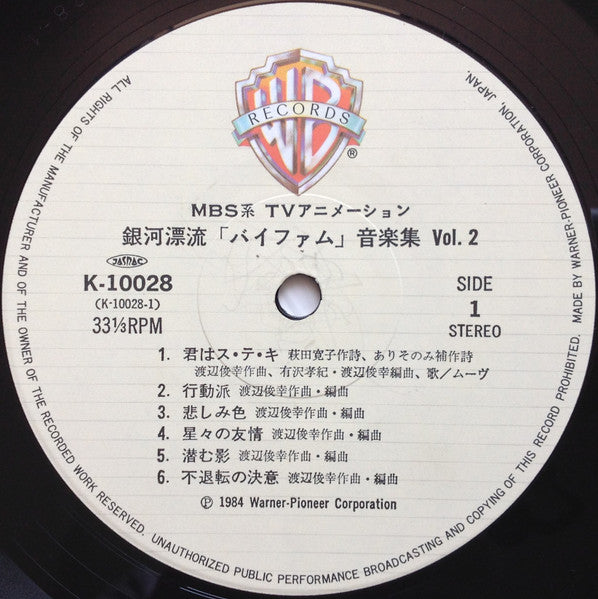 WB
RECORDS
®
MBS系 TVアニメーション
銀河漂流「バイファム」音楽集 Vol. 2
JASRAC
K-10028
(K-10028-1)
33⅓RPM
SIDE
1
STEREO
1. 君はス・テ・キ 萩田寛子作詩、ありそのみ補作詩
渡辺俊幸作曲、有沢孝紀・渡辺俊幸編曲、歌/ムーヴ
2. 行動派 渡辺俊幸作曲・編曲
3. 悲しみ色 渡辺俊幸作曲・編曲
4. 星々の友情 渡辺俊幸作曲・編曲
5. 潜む影 渡辺俊幸作曲・編曲
6. 不退転の決意 渡辺俊幸作曲・編曲
Ⓟ 1984 Warner-Pioneer Corporation
ALL RIGHTS OF THE MANUFACTURER AND OF THE OWNER OF THE RECORDED WORK RESERVED. UNAUTHORIZED PUBLIC PERFORMANCE BROADCASTING AND COPYING OF THIS RECORD PROHIBITED. MADE BY WARNER-PIONEER CORPORATION, JAPAN.